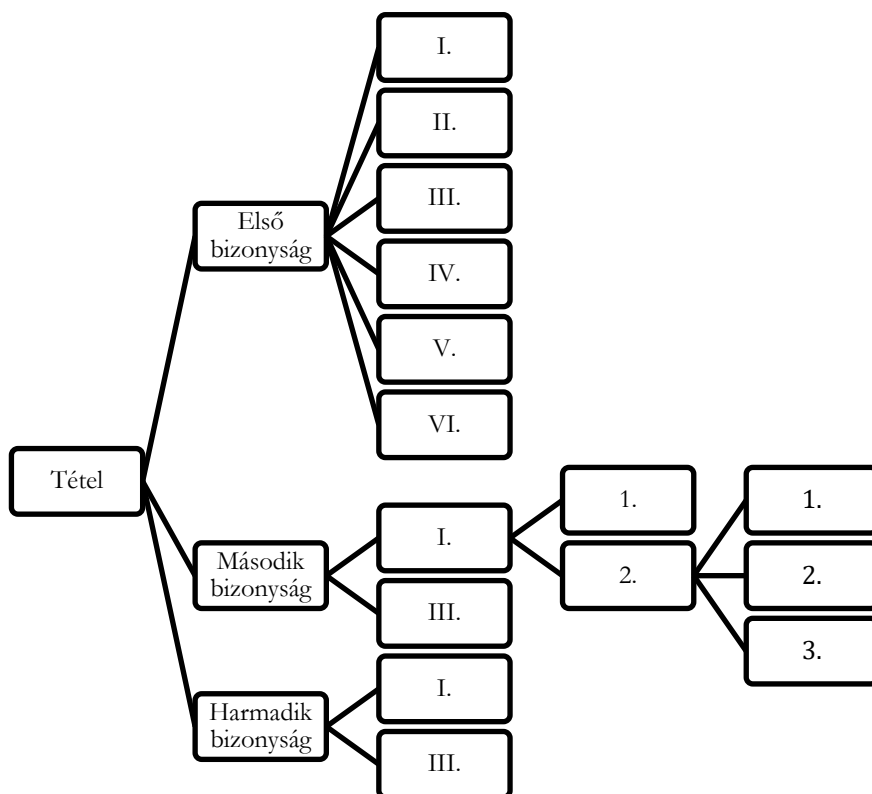 Tétel
Első
bizonyság
I.
II.
III.
IV.
V.
VI.
Második
bizonyság
I.
1.
2.
1.
2.
3.
III.
Harmadik
bizonyság
I.
III.